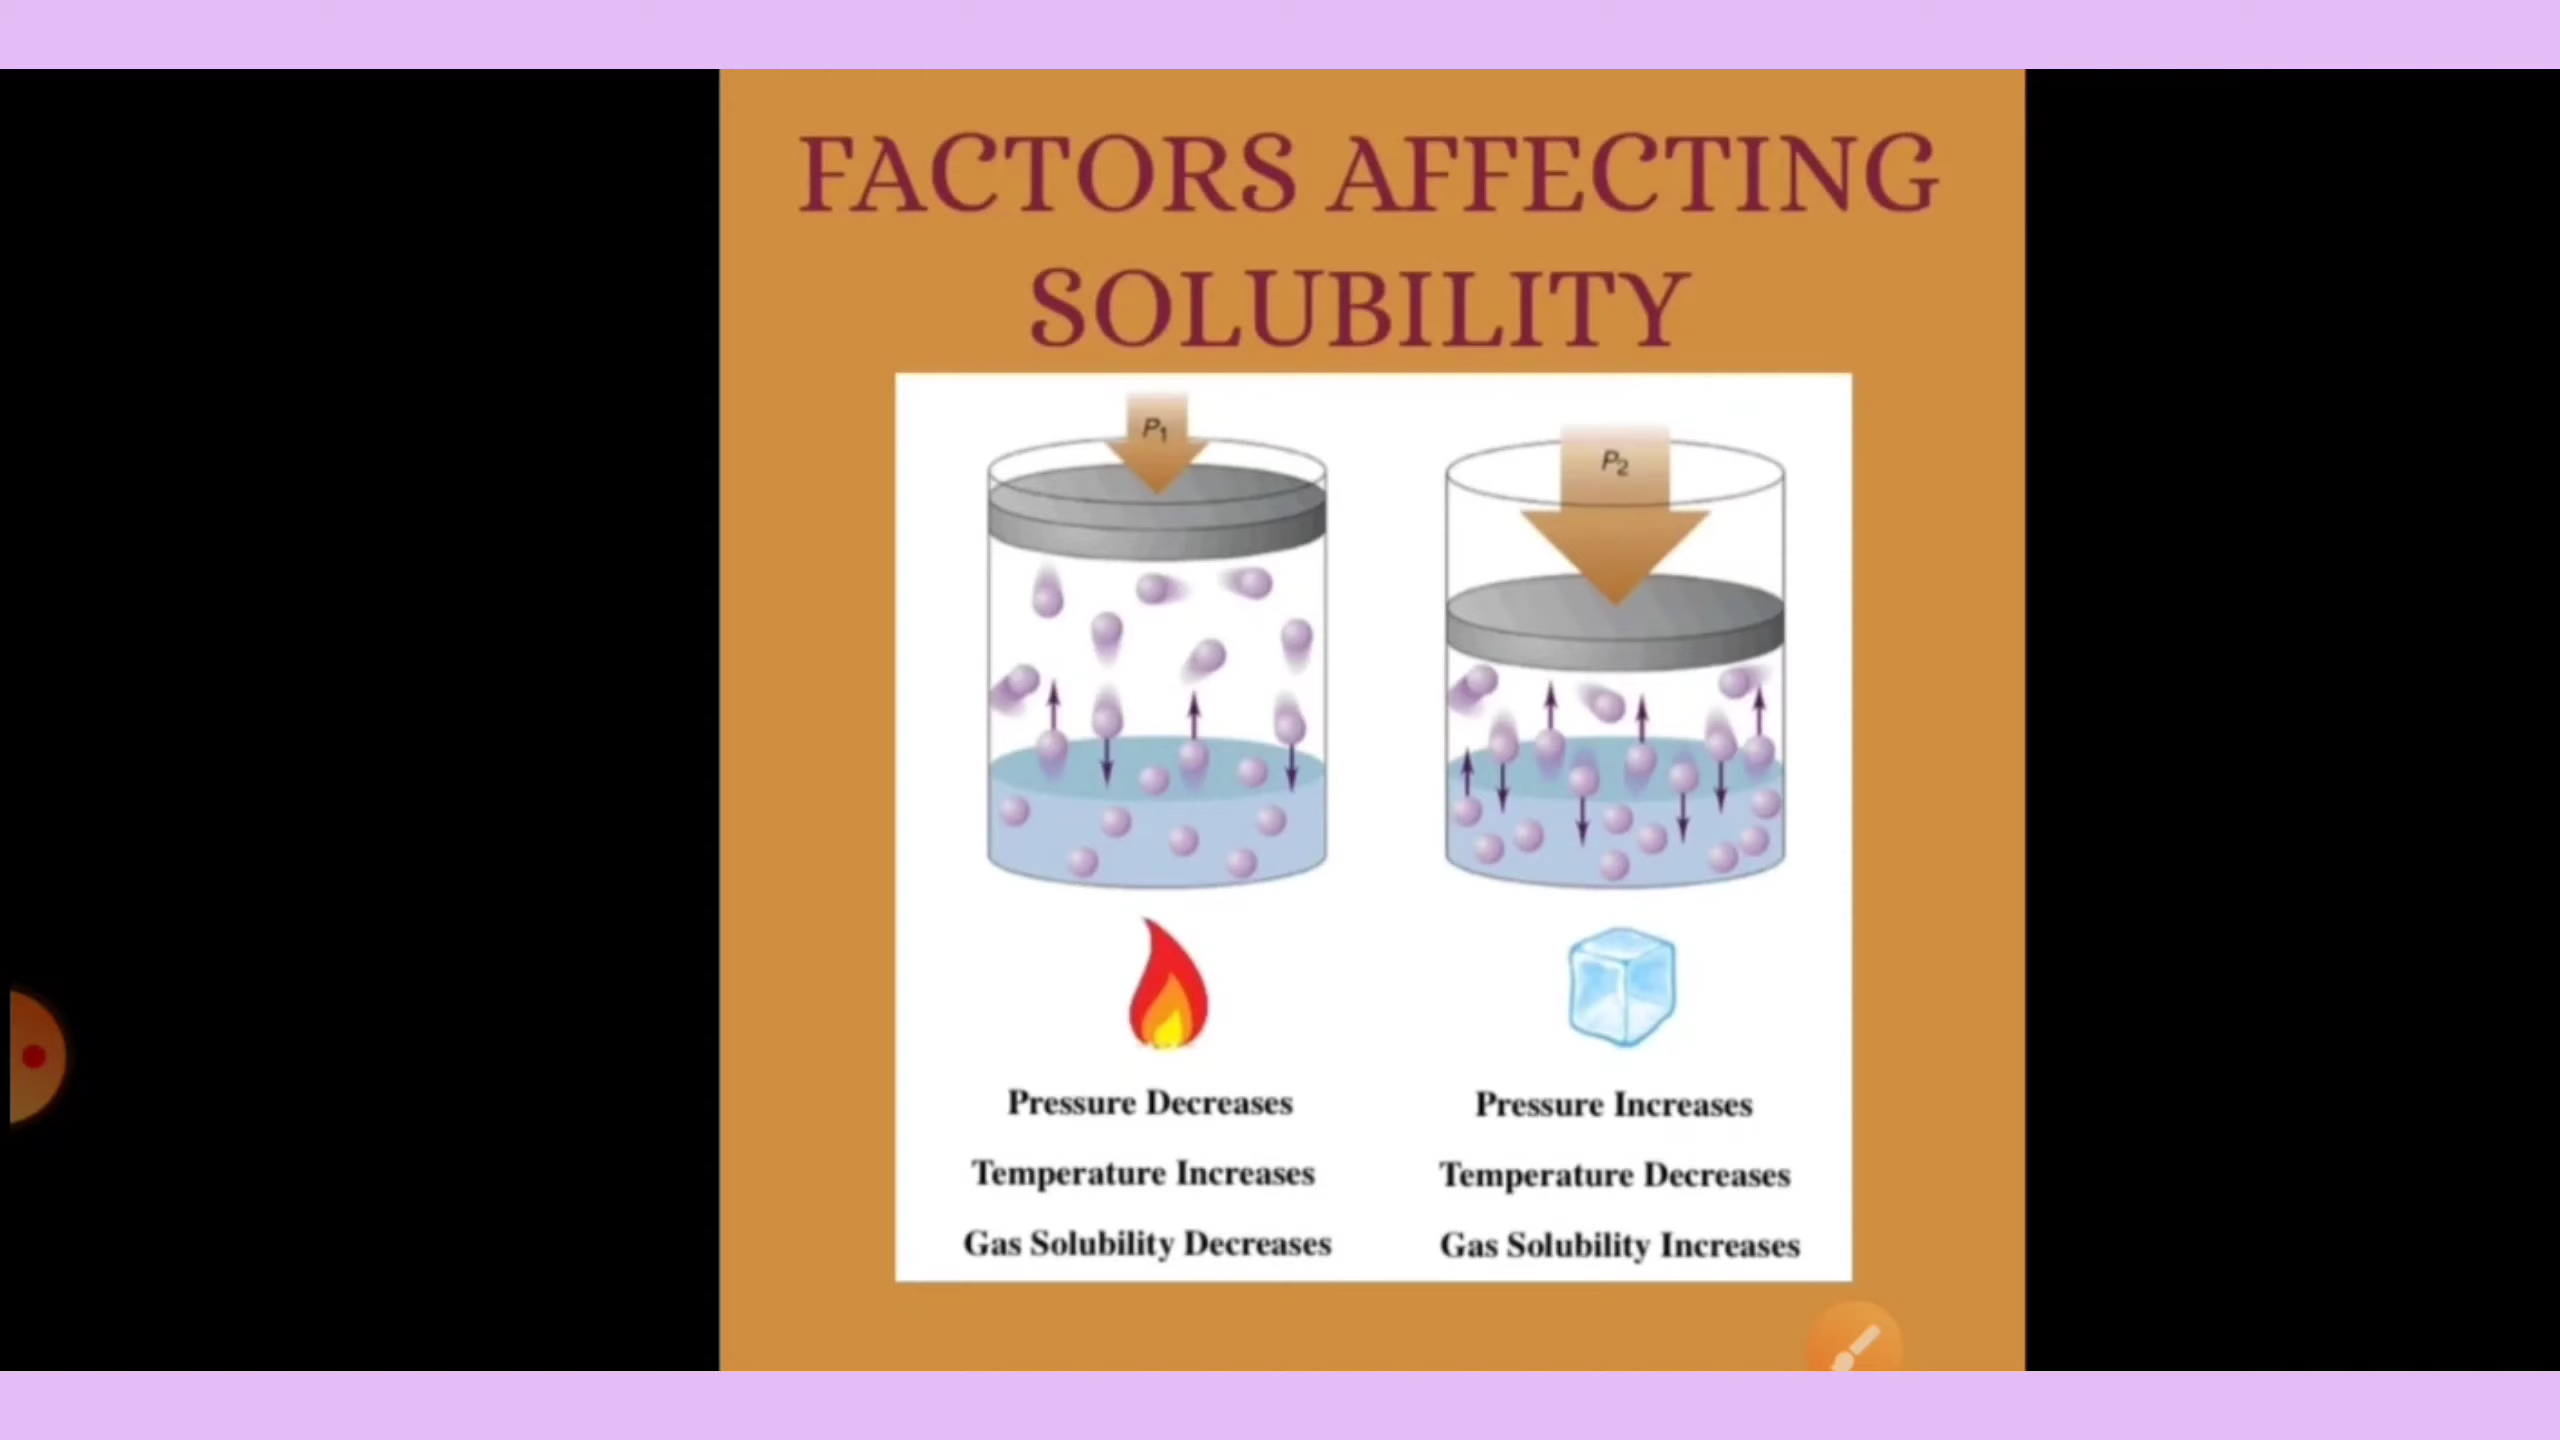 FACTORS AFFECTING
SOLUBILITY
P1
P2
Pressure Decreases
Temperature Increases
Gas Solubility Decreases
Pressure Increases
Temperature Decreases
Gas Solubility Increases